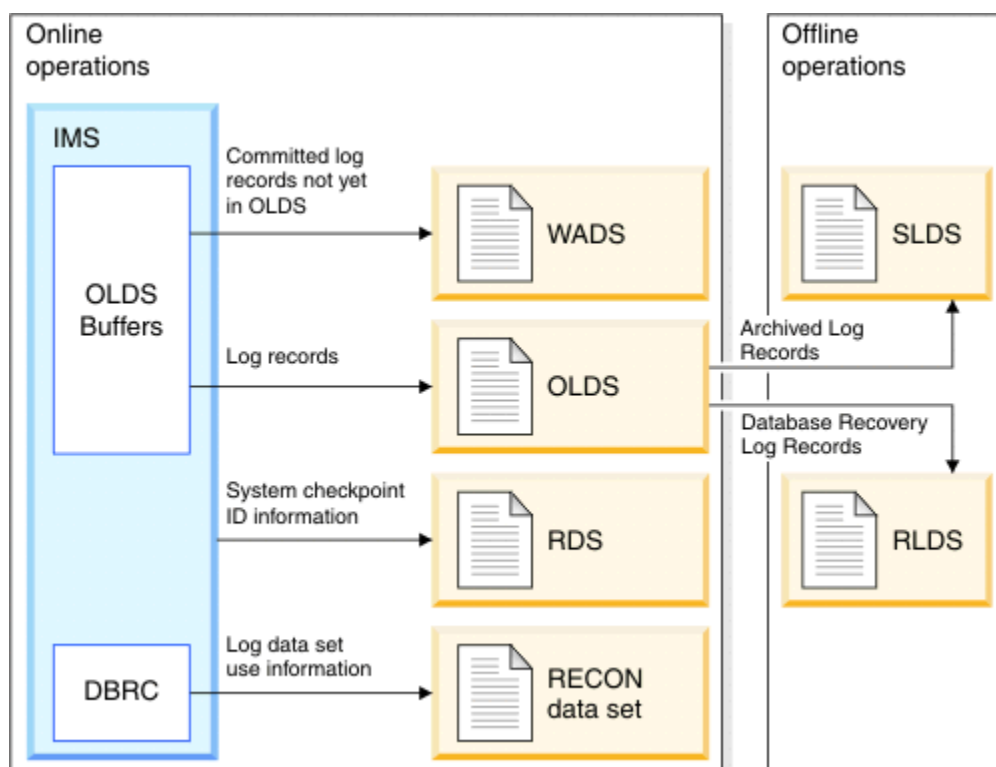 Online
operations
Offline
operations
IMS
Committed log
records not yet
in OLDS
WADS
SLDS
OLDS
Buffers
Log records
OLDS
Archived Log
Records
Database Recovery
Log Records
System checkpoint
ID information
RDS
RLDS
DBRC
Log data set
use information
RECON
data set